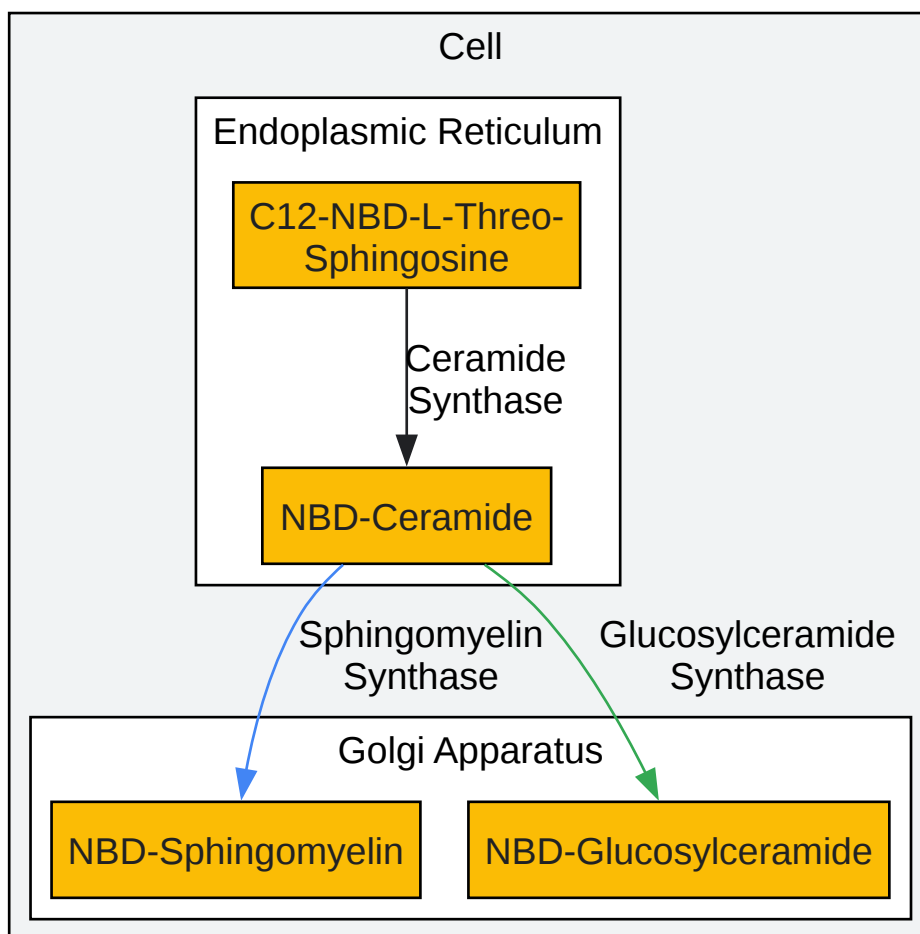 Cell
Endoplasmic Reticulum
C12-NBD-L-Threo-
Sphingosine
Ceramide
Synthase
NBD-Ceramide
Sphingomyelin
Synthase
Glucosylceramide
Synthase
Golgi Apparatus
NBD-Sphingomyelin
NBD-Glucosylceramide